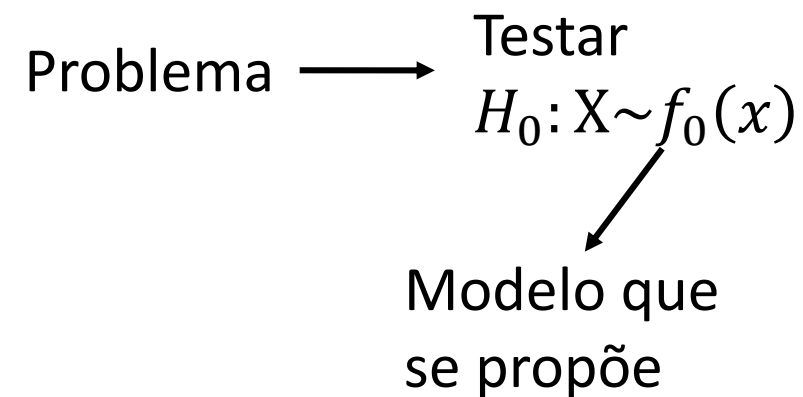 Testar
Problema
H₀: X~f₀(x)
Modelo que
se propõe